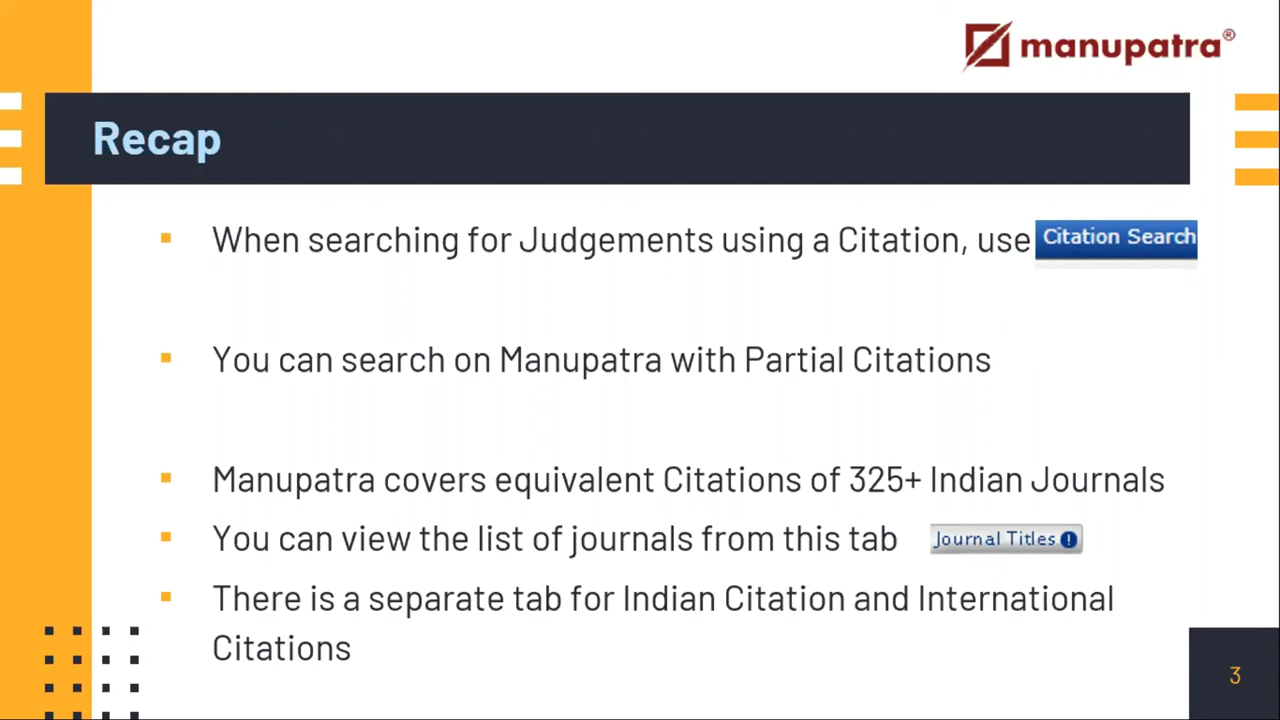 manupatra®
Recap
▪ When searching for Judgements using a Citation, use Citation Search
▪ You can search on Manupatra with Partial Citations
▪ Manupatra covers equivalent Citations of 325+ Indian Journals
▪ You can view the list of journals from this tab Journal Titles !
▪ There is a separate tab for Indian Citation and International
Citations
3